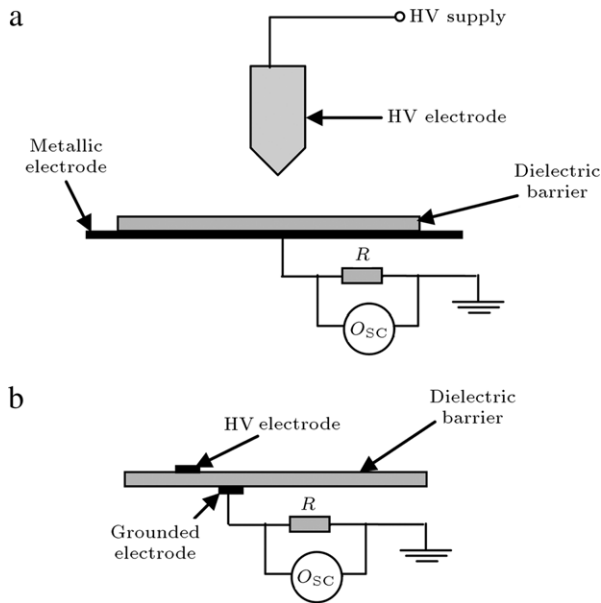 a
HV supply
HV electrode
Metallic
electrode
Dielectric
barrier
R
OSC
b
HV electrode
Dielectric
barrier
Grounded
electrode
R
OSC